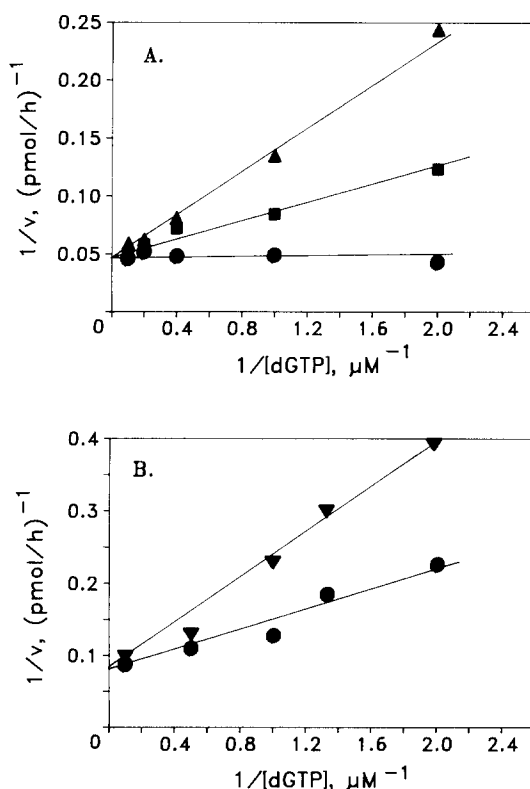 A.
1/v, (pmol/h)⁻¹
0.25
0.20
0.15
0.10
0.05
0 0.4 0.8 1.2 1.6 2.0 2.4
1/[dGTP], μM⁻¹
B.
1/v, (pmol/h)⁻¹
0.4
0.3
0.2
0.1
0 0.4 0.8 1.2 1.6 2.0 2.4
1/[dGTP], μM⁻¹